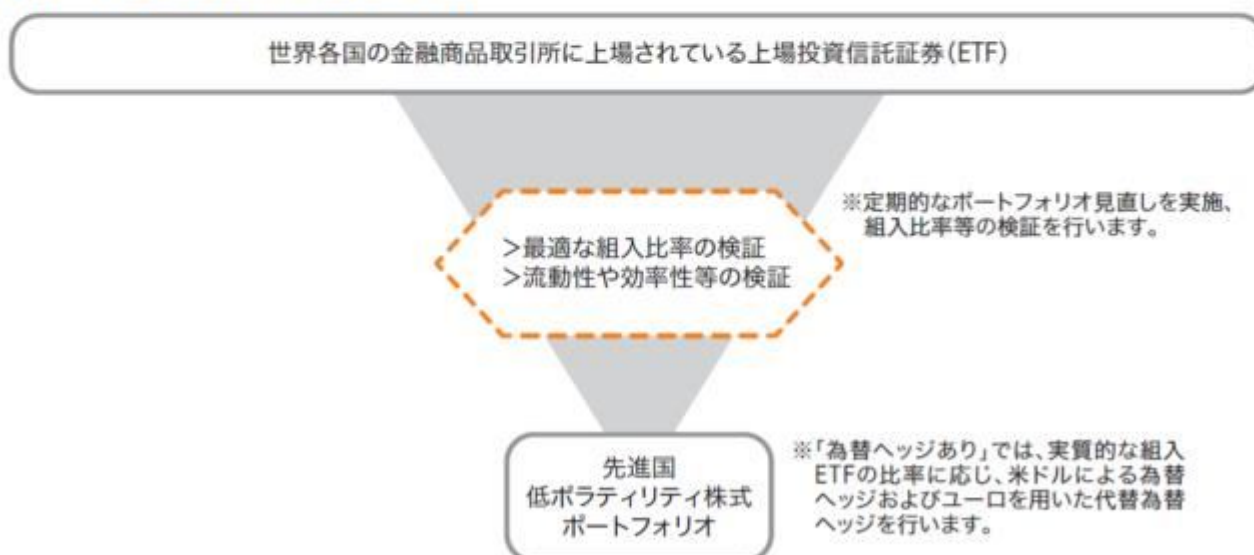 世界各国の金融商品取引所に上場されている上場投資信託証券(ETF)
※定期的なポートフォリオ見直しを実施、
組入比率等の検証を行います。
>最適な組入比率の検証
>流動性や効率性等の検証
先進国
低ボラティリティ株式
ポートフォリオ
※「為替ヘッジあり」では、実質的な組入
ETFの比率に応じ、米ドルによる為替
ヘッジおよびユーロを用いた代替為替
ヘッジを行います。